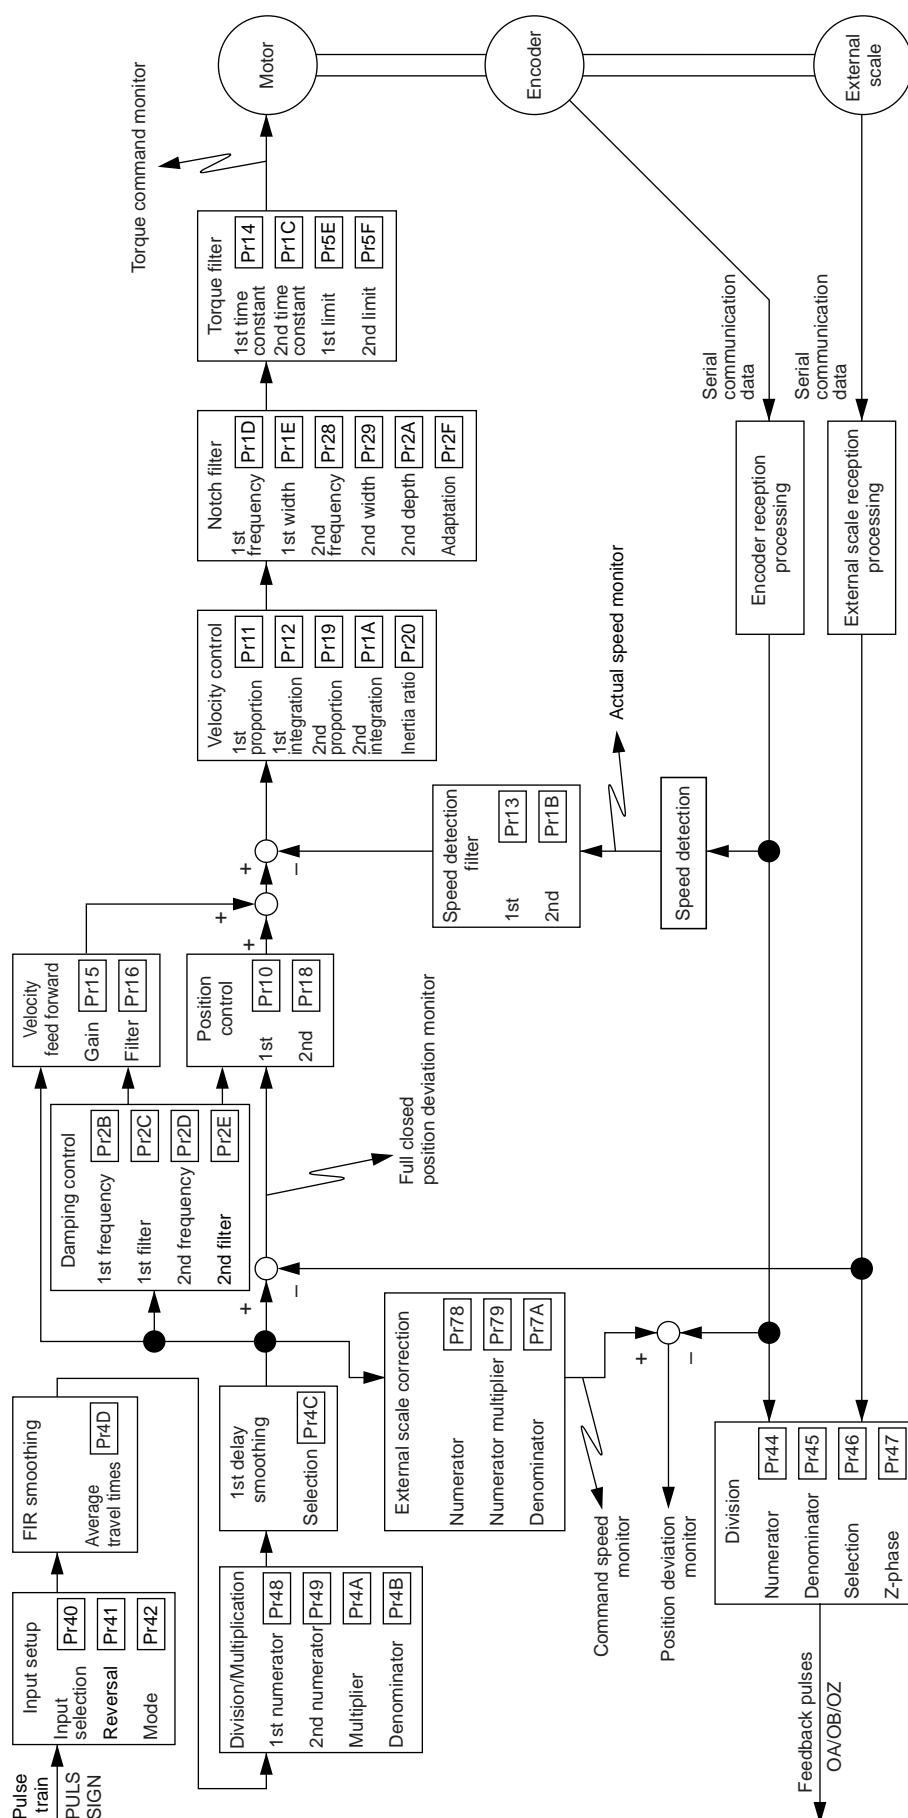 Pulse
train
PULS
SIGN
Input setup
Input
selection
Pr40
Reversal
Pr41
Mode
Pr42
FIR smoothing
Average
travel times
Pr4D
Division/Multiplication
1st numerator
Pr48
2nd numerator
Pr49
Multiplier
Pr4A
Denominator
Pr4B
1st delay
smoothing
Selection
Pr4C
Damping control
1st frequency
Pr2B
1st filter
Pr2C
2nd frequency
Pr2D
2nd filter
Pr2E
+
−
Velocity
feed forward
Gain
Pr15
Filter
Pr16
Position
control
1st
Pr10
2nd
Pr18
Full closed
position deviation monitor
+
+
+
−
Velocity control
1st
proportion
Pr11
1st
integration
Pr12
2nd
proportion
Pr19
2nd
integration
Pr1A
Inertia ratio
Pr20
Notch filter
1st
frequency
Pr1D
1st width
Pr1E
2nd
frequency
Pr28
2nd width
Pr29
2nd depth
Pr2A
Adaptation
Pr2F
Torque filter
1st time
constant
Pr14
2nd time
constant
Pr1C
1st limit
Pr5E
2nd limit
Pr5F
Torque command monitor
Motor
Encoder
External
scale
External scale correction
Numerator
Pr78
Numerator multiplier
Pr79
Denominator
Pr7A
Command speed
monitor
+
−
Position deviation
monitor
Speed detection
filter
1st
Pr13
2nd
Pr1B
Actual speed monitor
Speed detection
Serial
communication
data
Encoder reception
processing
Serial
communication
data
External scale reception
processing
Division
Numerator
Pr44
Denominator
Pr45
Selection
Pr46
Z-phase
Pr47
Feedback pulses
OA/OB/OZ